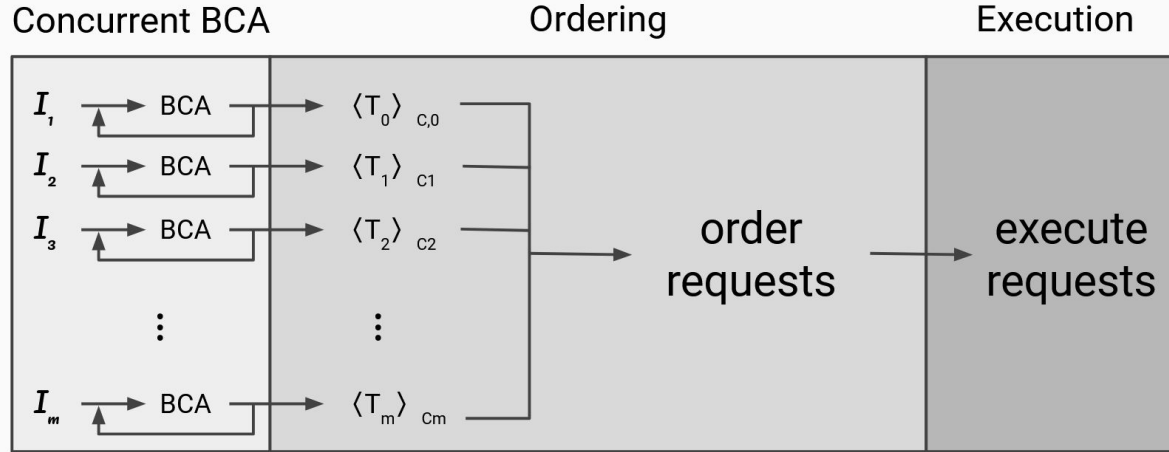 Concurrent BCA Ordering Execution
I₁ BCA ⟨T₀⟩ C,0
I₂ BCA ⟨T₁⟩ C1
I₃ BCA ⟨T₂⟩ C2
order execute
requests requests
⋮ ⋮
Iₘ BCA ⟨Tₘ⟩ Cm